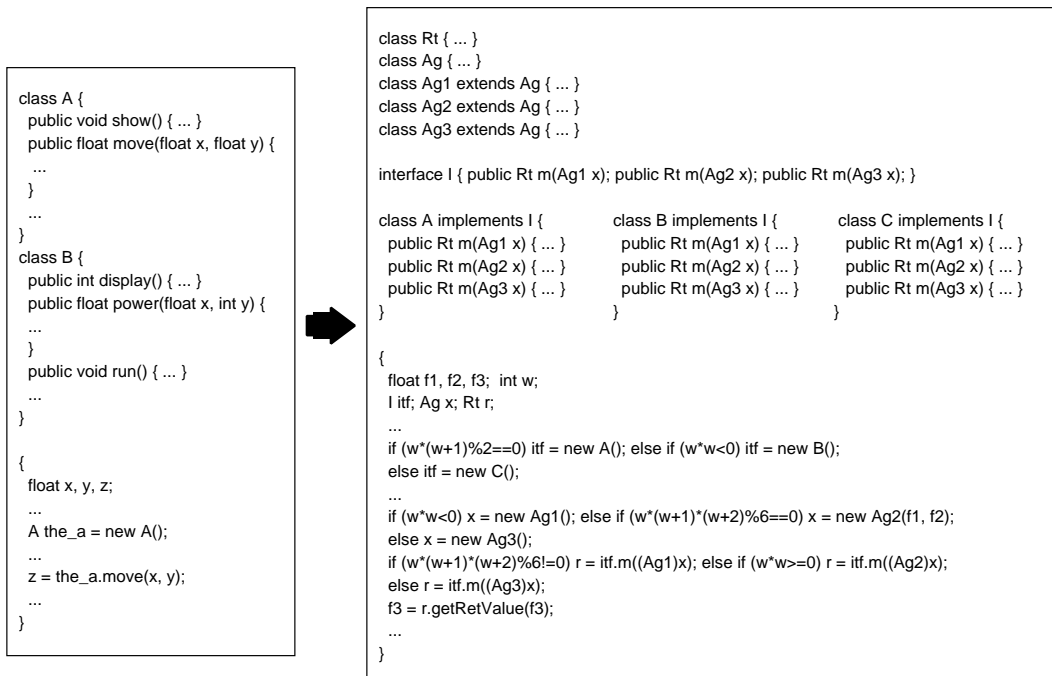 class A {
public void show() { ... }
public float move(float x, float y) {
...
}
...
}
class B {
public int display() { ... }
public float power(float x, int y) {
...
}
public void run() { ... }
...
}
{
float x, y, z;
...
A the_a = new A();
...
z = the_a.move(x, y);
...
}
class Rt { ... }
class Ag { ... }
class Ag1 extends Ag { ... }
class Ag2 extends Ag { ... }
class Ag3 extends Ag { ... }
interface I { public Rt m(Ag1 x); public Rt m(Ag2 x); public Rt m(Ag3 x); }
class A implements I { class B implements I { class C implements I {
public Rt m(Ag1 x) { ... } public Rt m(Ag1 x) { ... } public Rt m(Ag1 x) { ... }
public Rt m(Ag2 x) { ... } public Rt m(Ag2 x) { ... } public Rt m(Ag2 x) { ... }
public Rt m(Ag3 x) { ... } public Rt m(Ag3 x) { ... } public Rt m(Ag3 x) { ... }
} } }
{
float f1, f2, f3; int w;
I itf; Ag x; Rt r;
...
if (w*(w+1)%2==0) itf = new A(); else if (w*w<0) itf = new B();
else itf = new C();
...
if (w*w<0) x = new Ag1(); else if (w*(w+1)*(w+2)%6==0) x = new Ag2(f1, f2);
else x = new Ag3();
if (w*(w+1)*(w+2)%6!=0) r = itf.m((Ag1)x); else if (w*w>=0) r = itf.m((Ag2)x);
else r = itf.m((Ag3)x);
f3 = r.getRetValue(f3);
...
}